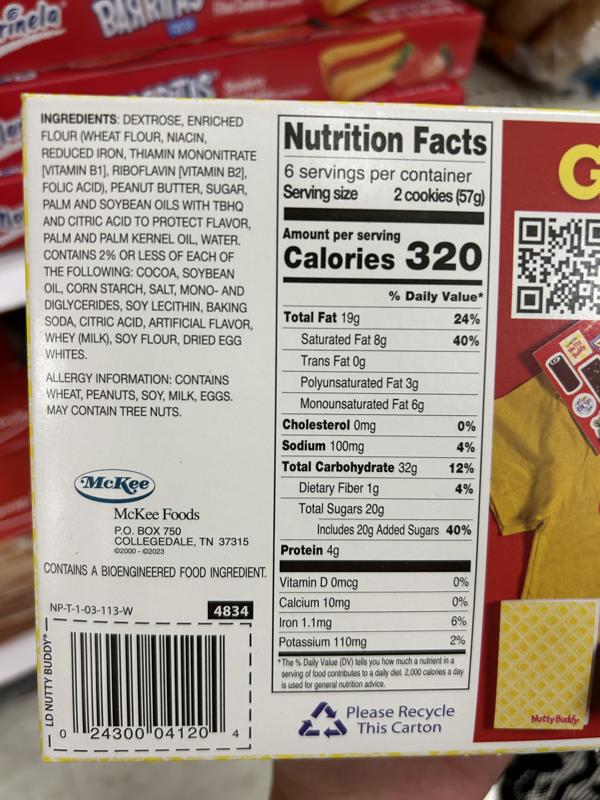 BARRITAS
INGREDIENTS: DEXTROSE, ENRICHED
FLOUR (WHEAT FLOUR, NIACIN,
REDUCED IRON, THIAMIN MONONITRATE
[VITAMIN B1], RIBOFLAVIN [VITAMIN B2],
FOLIC ACID), PEANUT BUTTER, SUGAR,
PALM AND SOYBEAN OILS WITH TBHQ
AND CITRIC ACID TO PROTECT FLAVOR,
PALM AND PALM KERNEL OIL, WATER.
CONTAINS 2% OR LESS OF EACH OF
THE FOLLOWING: COCOA, SOYBEAN
OIL, CORN STARCH, SALT, MONO- AND
DIGLYCERIDES, SOY LECITHIN, BAKING
SODA, CITRIC ACID, ARTIFICIAL FLAVOR,
WHEY (MILK), SOY FLOUR, DRIED EGG
WHITES.
ALLERGY INFORMATION: CONTAINS
WHEAT, PEANUTS, SOY, MILK, EGGS.
MAY CONTAIN TREE NUTS.
McKee
McKee Foods
P.O. BOX 750
COLLEGEDALE, TN 37315
©2000 - ©2023
CONTAINS A BIOENGINEERED FOOD INGREDIENT.
NP-T-1-03-113-W 4834
LD NUTTY BUDDY®
0 24300 04120 4
Nutrition Facts
6 servings per container
Serving size 2 cookies (57g)
Amount per serving
Calories 320
% Daily Value*
Total Fat 19g 24%
Saturated Fat 8g 40%
Trans Fat 0g
Polyunsaturated Fat 3g
Monounsaturated Fat 6g
Cholesterol 0mg 0%
Sodium 100mg 4%
Total Carbohydrate 32g 12%
Dietary Fiber 1g 4%
Total Sugars 20g
Includes 20g Added Sugars 40%
Protein 4g
Vitamin D 0mcg 0%
Calcium 10mg 0%
Iron 1.1mg 6%
Potassium 110mg 2%
*The % Daily Value (DV) tells you how much a nutrient in a
serving of food contributes to a daily diet. 2,000 calories a day
is used for general nutrition advice.
Please Recycle
This Carton
G
Nutty Buddy
Nutty Buddy